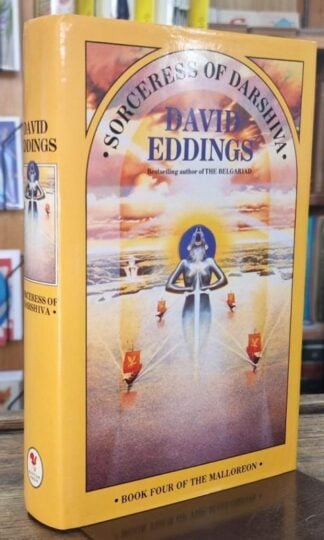 SORCERESS OF DARSHIVA
DAVID
EDDINGS
Bestselling author of THE BELGARIAD
• BOOK FOUR OF THE MALLOREON •
DAVID
EDDINGS
SORCERESS OF
DARSHIVA •